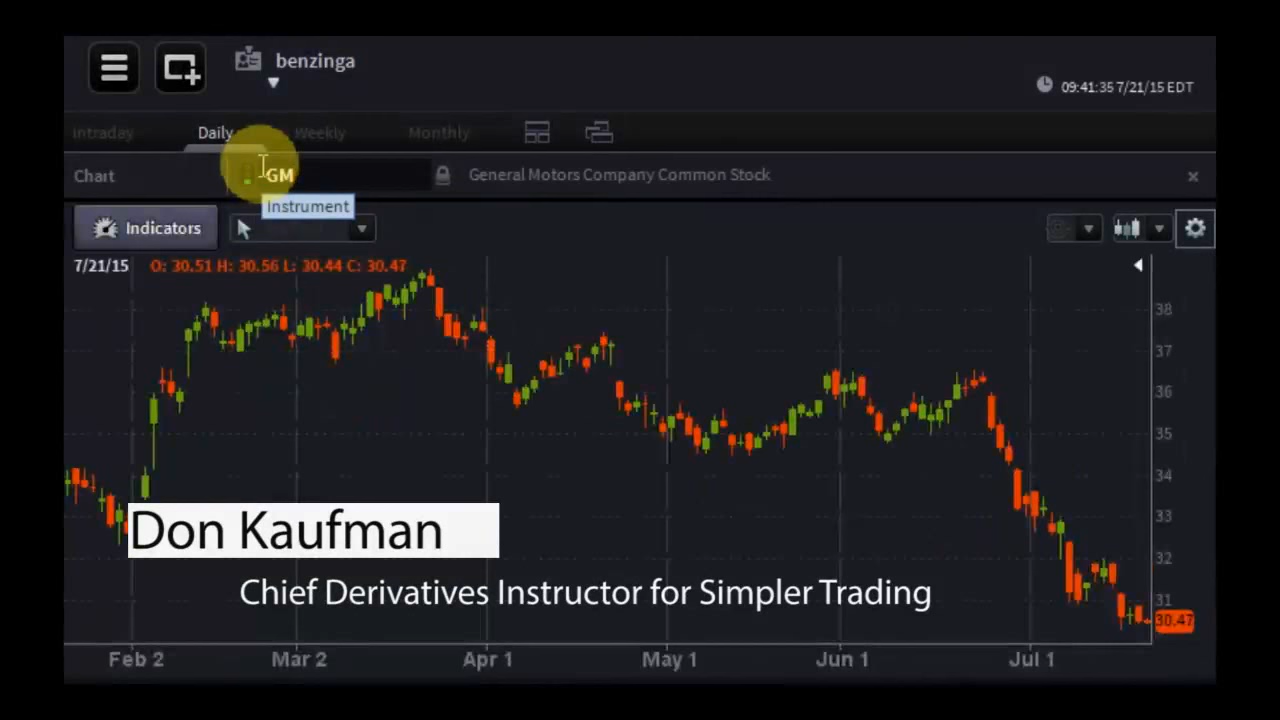 benzinga
09:41:35 7/21/15 EDT
Intraday Daily Weekly Monthly
Chart GM General Motors Company Common Stock
Instrument
Indicators
7/21/15 O: 30.51 H: 30.56 L: 30.44 C: 30.47
38
37
36
35
34
33
32
31
30.47
Don Kaufman
Chief Derivatives Instructor for Simpler Trading
Feb 2 Mar 2 Apr 1 May 1 Jun 1 Jul 1